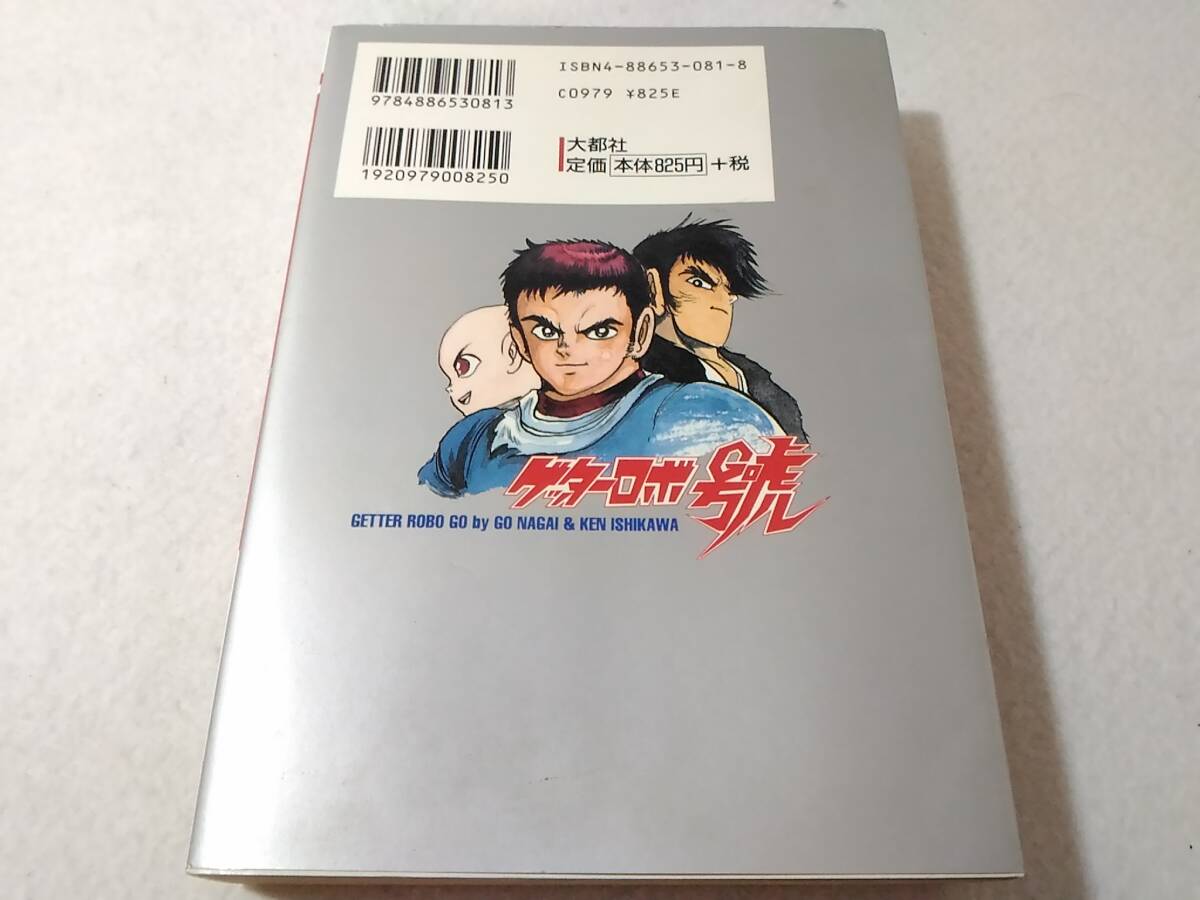 ISBN4-88653-081-8
9784886530813
C0979 ¥825E
1920979008250
大都社
定価 本体825円 +税
ゲッターロボ號
GO
GETTER ROBO GO by GO NAGAI & KEN ISHIKAWA